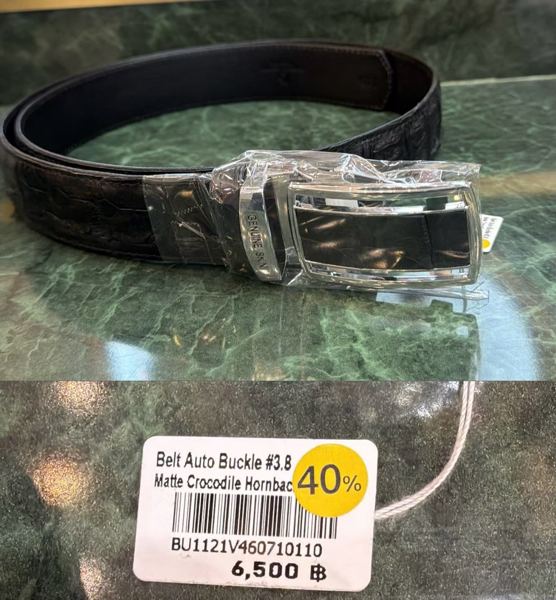 GENUINE SKIN
Belt Auto Buckle #3.8
Matte Crocodile Hornbac
40%
BU1121V460710110
6,500 ฿